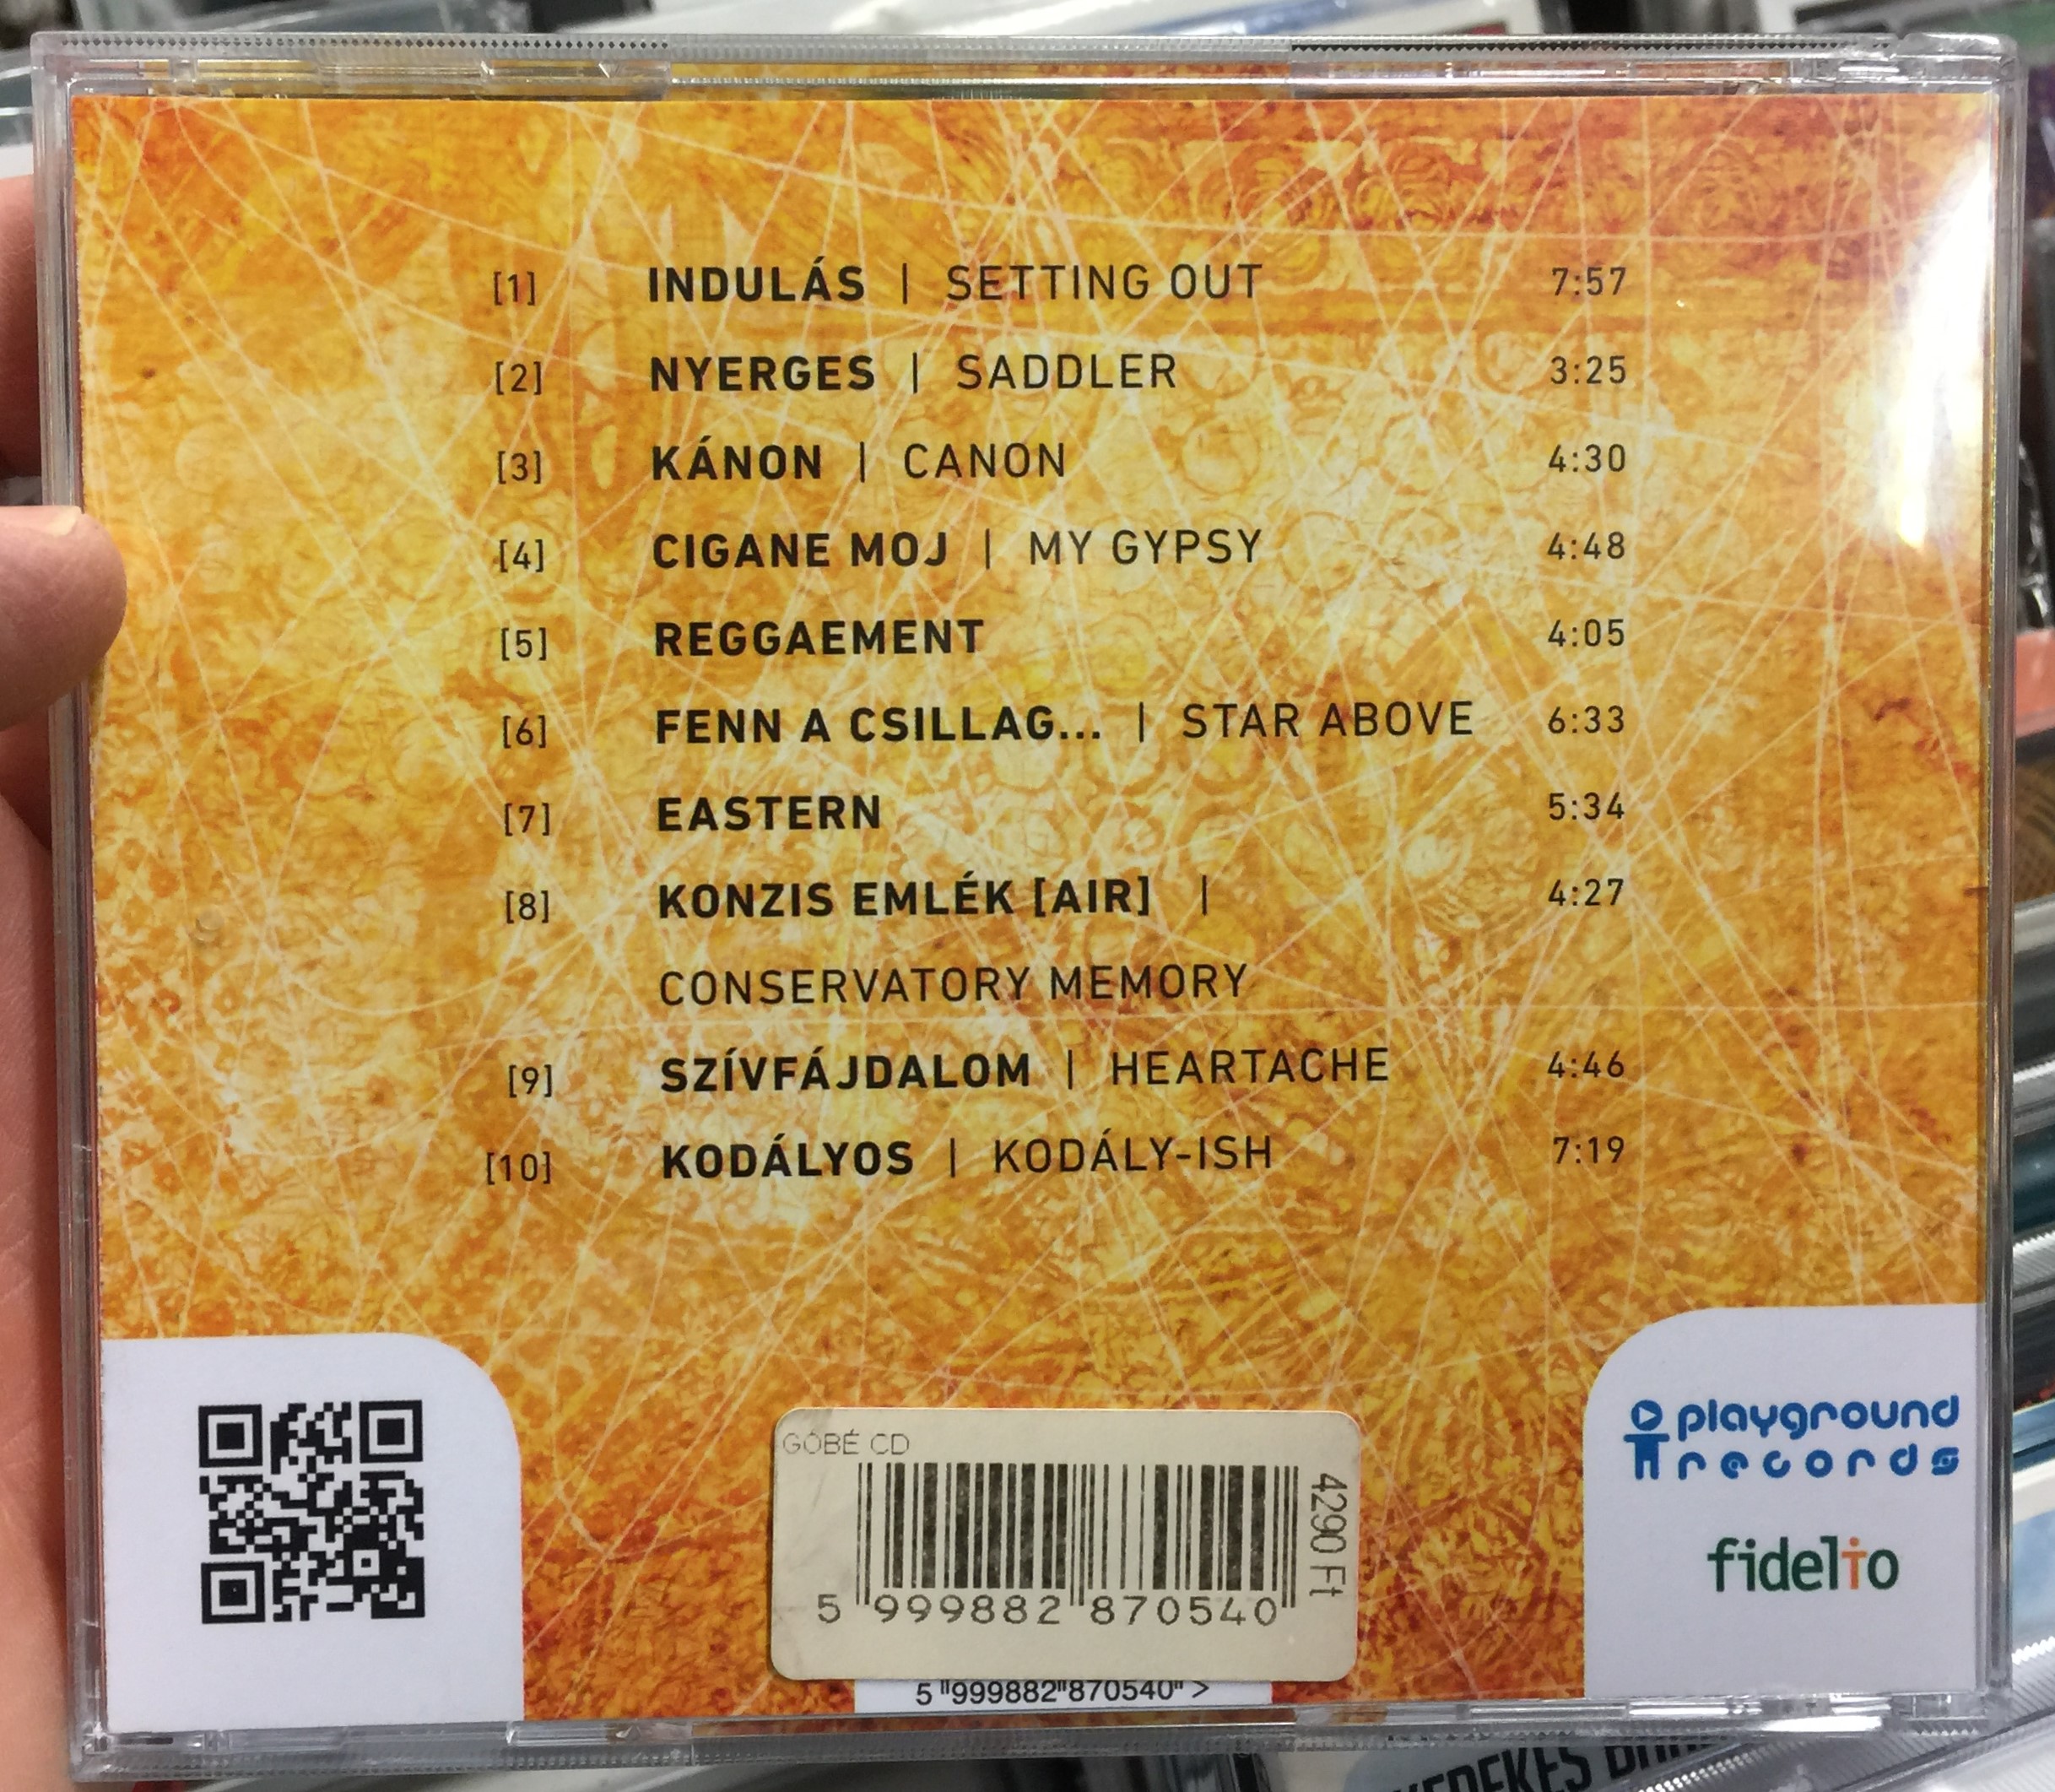 [1] INDULÁS | SETTING OUT 7:57
[2] NYERGES | SADDLER 3:25
[3] KÁNON | CANON 4:30
[4] CIGANE MOJ | MY GYPSY 4:48
[5] REGGAEMENT 4:05
[6] FENN A CSILLAG... | STAR ABOVE 6:33
[7] EASTERN 5:34
[8] KONZIS EMLÉK [AIR] | 4:27
CONSERVATORY MEMORY
[9] SZÍVFÁJDALOM | HEARTACHE 4:46
[10] KODÁLYOS | KODÁLY-ISH 7:19
GÓBÉ CD
4290 Ft
5 999882 870540
5 999882 870540 >
playground
records
fidelio